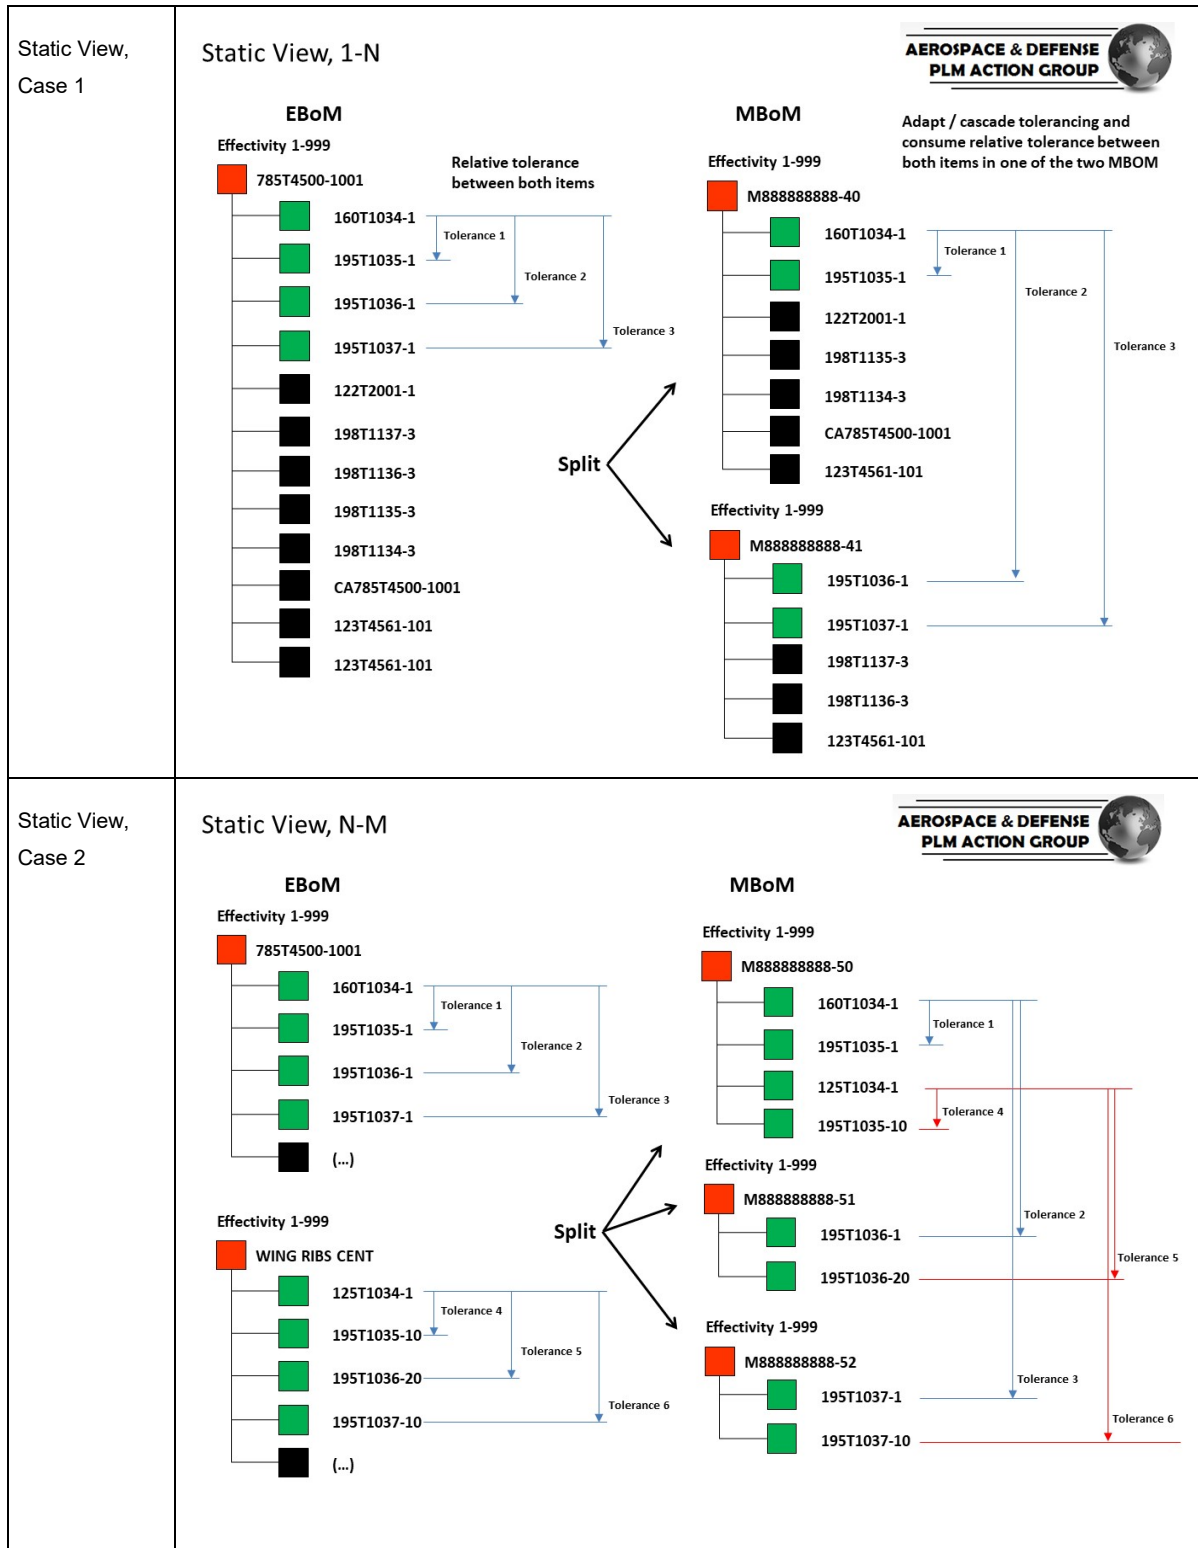 Static View,
Case 1
Static View, 1-N
AEROSPACE & DEFENSE
PLM ACTION GROUP
EBoM
Effectivity 1-999
785T4500-1001
Relative tolerance
between both items
160T1034-1
Tolerance 1
195T1035-1
Tolerance 2
195T1036-1
Tolerance 3
195T1037-1
122T2001-1
198T1137-3
198T1136-3
198T1135-3
198T1134-3
CA785T4500-1001
123T4561-101
123T4561-101
Split
MBoM
Adapt / cascade tolerancing and
consume relative tolerance between
both items in one of the two MBOM
Effectivity 1-999
M888888888-40
160T1034-1
Tolerance 1
195T1035-1
Tolerance 2
122T2001-1
Tolerance 3
198T1135-3
198T1134-3
CA785T4500-1001
123T4561-101
Effectivity 1-999
M888888888-41
195T1036-1
195T1037-1
198T1137-3
198T1136-3
123T4561-101
Static View,
Case 2
Static View, N-M
AEROSPACE & DEFENSE
PLM ACTION GROUP
EBoM
Effectivity 1-999
785T4500-1001
160T1034-1
Tolerance 1
195T1035-1
Tolerance 2
195T1036-1
Tolerance 3
195T1037-1
(...)
Effectivity 1-999
WING RIBS CENT
125T1034-1
Tolerance 4
195T1035-10
Tolerance 5
195T1036-20
Tolerance 6
195T1037-10
(...)
Split
MBoM
Effectivity 1-999
M888888888-50
160T1034-1
Tolerance 1
195T1035-1
125T1034-1
Tolerance 4
195T1035-10
Effectivity 1-999
M888888888-51
Tolerance 2
195T1036-1
Tolerance 5
195T1036-20
Effectivity 1-999
M888888888-52
Tolerance 3
195T1037-1
Tolerance 6
195T1037-10